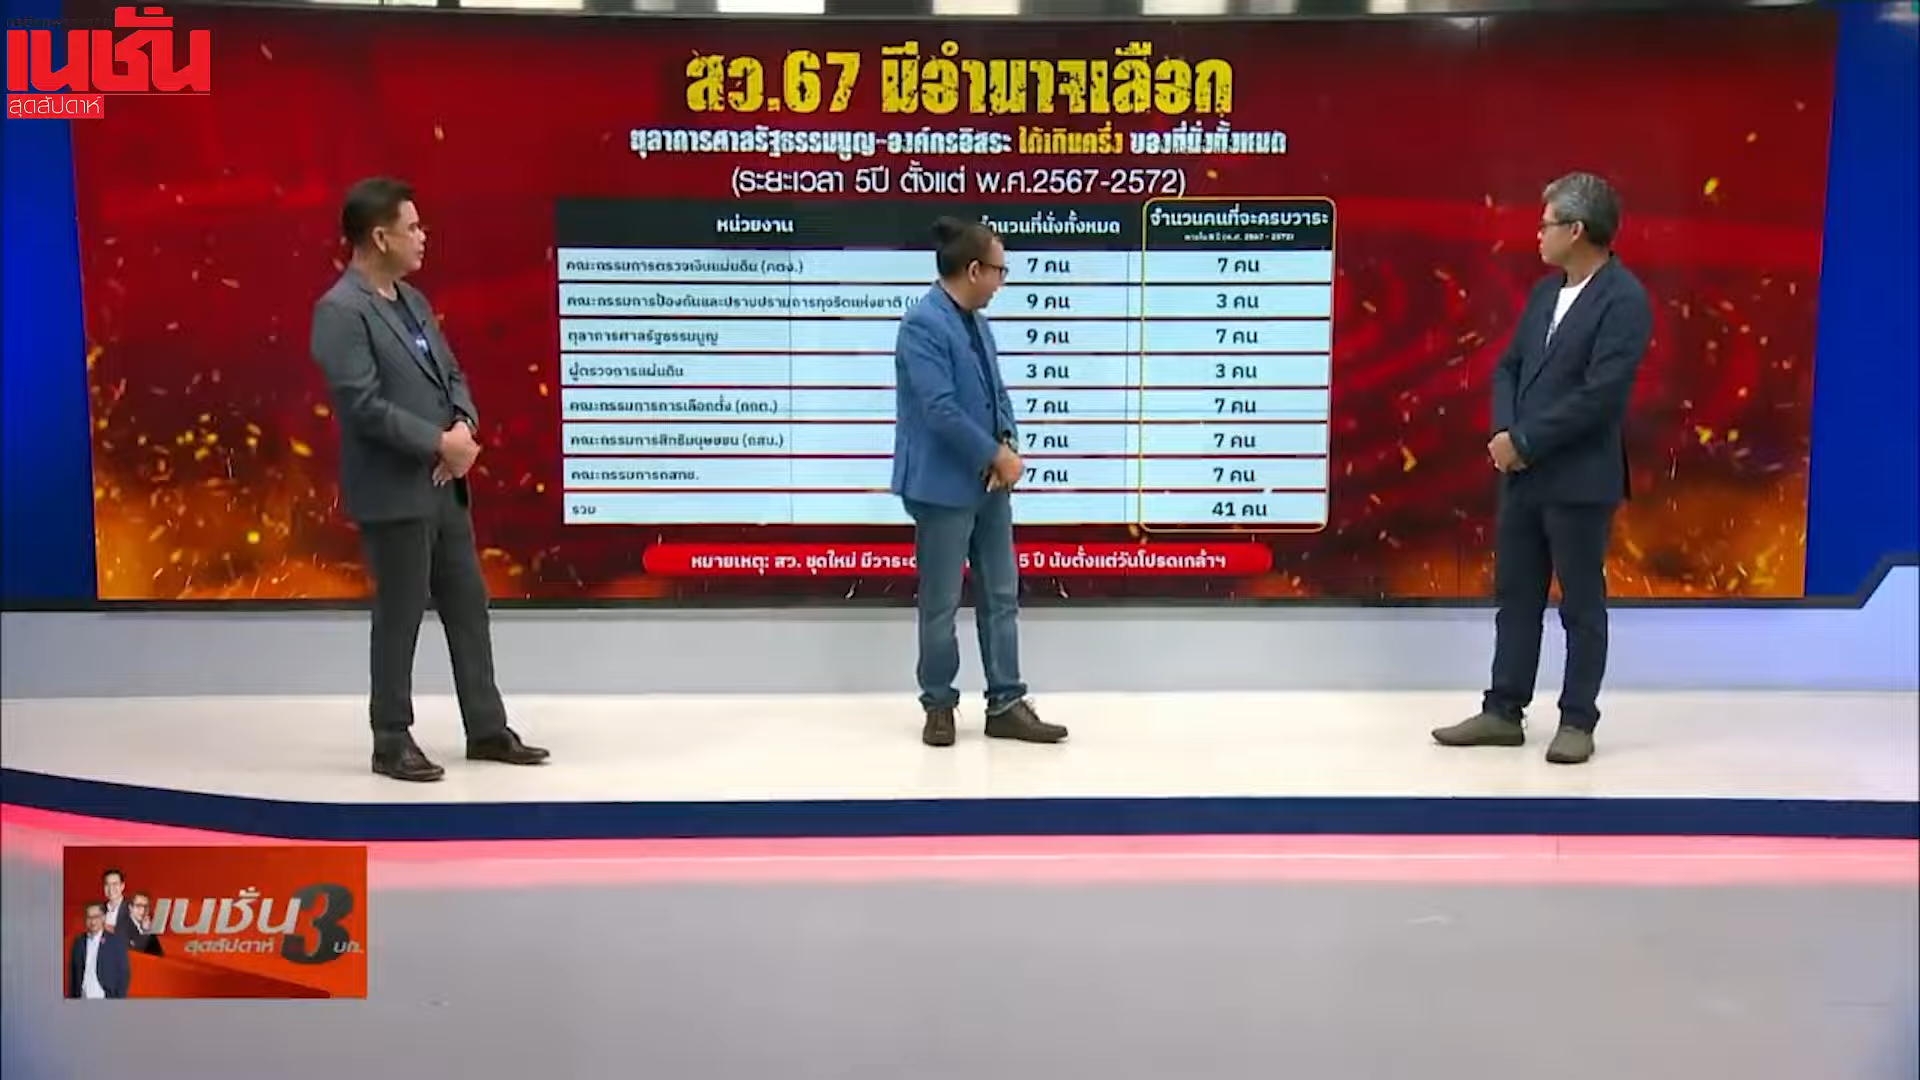 เนชั่น
สุดสัปดาห์
สว.67 มีอำนาจเลือก
ตุลาการศาลรัฐธรรมนูญ-องค์กรอิสระ ได้เกินครึ่ง ของที่นั่งทั้งหมด
(ระยะเวลา 5ปี ตั้งแต่ พ.ศ.2567-2572)
หน่วยงาน จำนวนที่นั่งทั้งหมด จำนวนคนที่จะครบวาระ
ภายใน 5 ปี (พ.ศ. 2567 - 2572)
คณะกรรมการตรวจเงินแผ่นดิน (คตง.) 7 คน 7 คน
คณะกรรมการป้องกันและปราบปรามการทุจริตแห่งชาติ 9 คน 3 คน
ตุลาการศาลรัฐธรรมนูญ 9 คน 7 คน
ผู้ตรวจการแผ่นดิน 3 คน 3 คน
คณะกรรมการการเลือกตั้ง (กกต.) 7 คน 7 คน
คณะกรรมการสิทธิมนุษยชน (กสม.) 7 คน 7 คน
คณะกรรมการกสทช. 7 คน 7 คน
รวม 41 คน
หมายเหตุ: สว. ชุดใหม่ มีวาระ 5 ปี นับตั้งแต่วันโปรดเกล้าฯ
เนชั่น 3
สุดสัปดาห์ บก.